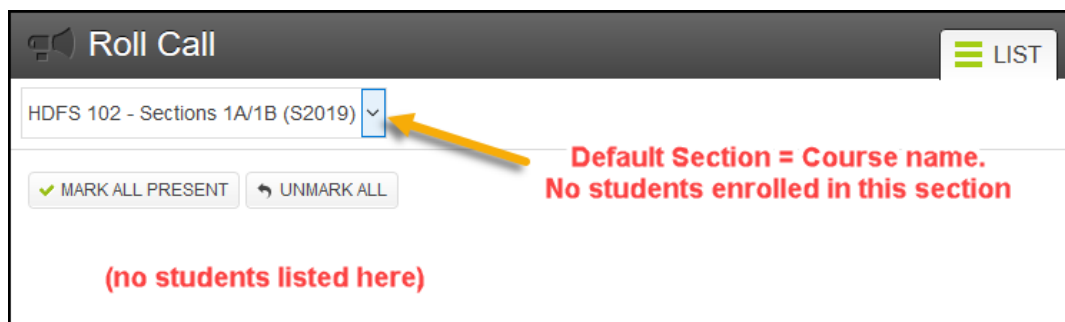 Roll Call
LIST
HDFS 102 - Sections 1A/1B (S2019)
Default Section = Course name.
No students enrolled in this section
MARK ALL PRESENT
UNMARK ALL
(no students listed here)